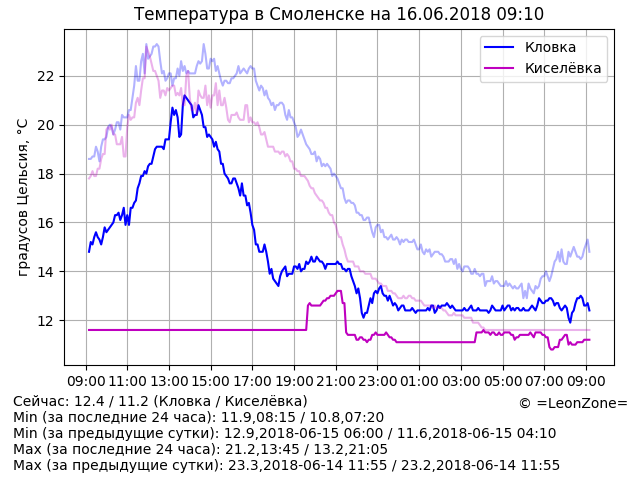 Температура в Смоленске на 16.06.2018 09:10
градусов Цельсия, °C
22
20
18
16
14
12
Кловка
Киселёвка
09:00 11:00 13:00 15:00 17:00 19:00 21:00 23:00 01:00 03:00 05:00 07:00 09:00
Сейчас: 12.4 / 11.2 (Кловка / Киселёвка)
© =LeonZone=
Min (за последние 24 часа): 11.9,08:15 / 10.8,07:20
Min (за предыдущие сутки): 12.9,2018-06-15 06:00 / 11.6,2018-06-15 04:10
Max (за последние 24 часа): 21.2,13:45 / 13.2,21:05
Max (за предыдущие сутки): 23.3,2018-06-14 11:55 / 23.2,2018-06-14 11:55